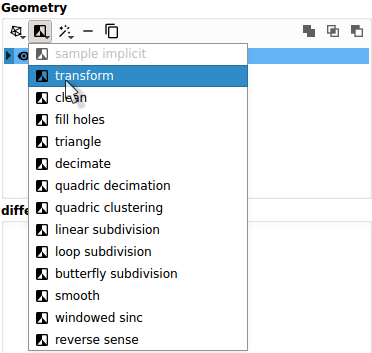 Geometry
sample implicit
transform
clean
fill holes
triangle
decimate
quadric decimation
quadric clustering
linear subdivision
loop subdivision
butterfly subdivision
smooth
windowed sinc
reverse sense